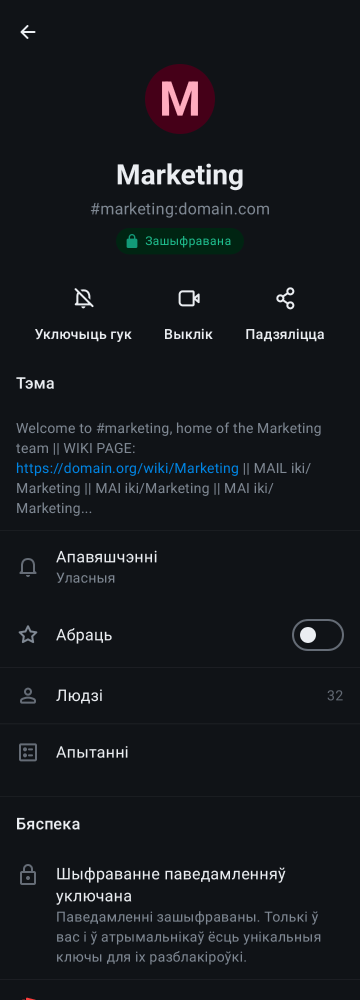 M
Marketing
#marketing:domain.com
Зашыфравана
Уключыць гук
Выклік
Падзяліцца
Тэма
Welcome to #marketing, home of the Marketing
team || WIKI PAGE:
https://domain.org/wiki/Marketing || MAIL iki/
Marketing || MAI iki/Marketing || MAI iki/
Marketing...
Апавяшчэнні
Уласныя
Абраць
Людзі 32
Апытанні
Бяспека
Шыфраванне паведамленняў
уключана
Паведамленні зашыфраваны. Толькі ў
вас і ў атрымальнікаў ёсць унікальныя
ключы для іх разблакіроўкі.